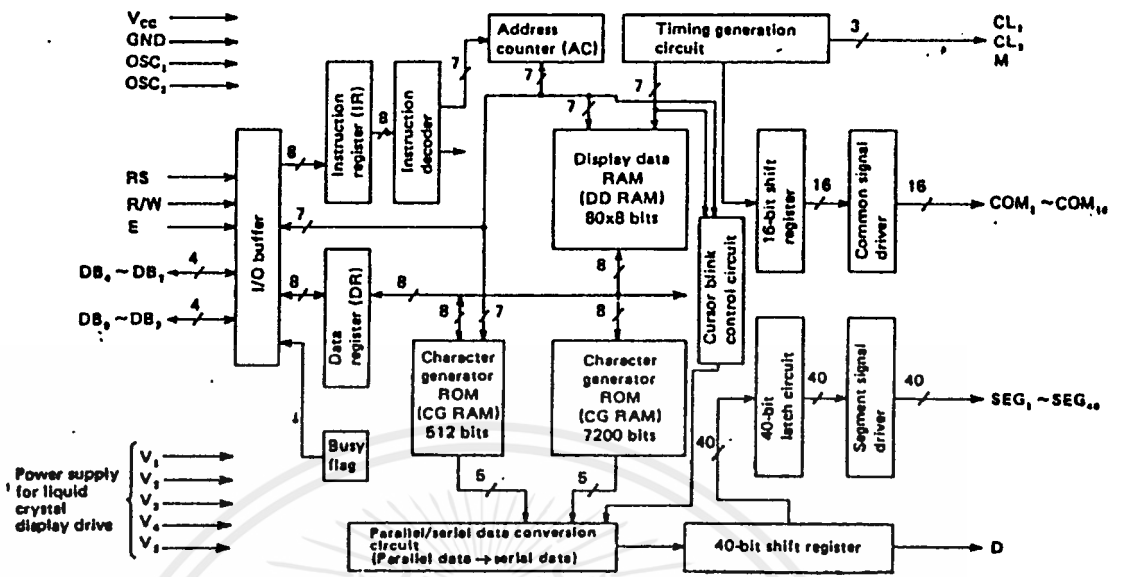 V_CC
GND
OSC₁
OSC₂
Address
counter (AC)
Timing generation
circuit
3
CL₁
CL₂
M
7
7
7
7
Instruction
register (IR)
8
Instruction
decoder
8
RS
R/W
E
7
I/O buffer
DB₄ ~ DB₇
4
DB₀ ~ DB₃
4
8
Data
register (DR)
8
Display data
RAM
(DD RAM)
80x8 bits
8
8
8
7
Cursor blink
control circuit
16-bit shift
register
16
Common signal
driver
16
COM₁ ~ COM₁₆
Character
generator
ROM
(CG RAM)
512 bits
Character
generator
ROM
(CG RAM)
7200 bits
40-bit
latch circuit
40
Segment signal
driver
40
SEG₁ ~ SEG₄₀
40
Busy
flag
5
5
Power supply
for liquid
crystal
display drive
V₁
V₂
V₃
V₄
V₅
Parallel/serial data conversion
circuit
(Parallel data → serial data)
40-bit shift register
D